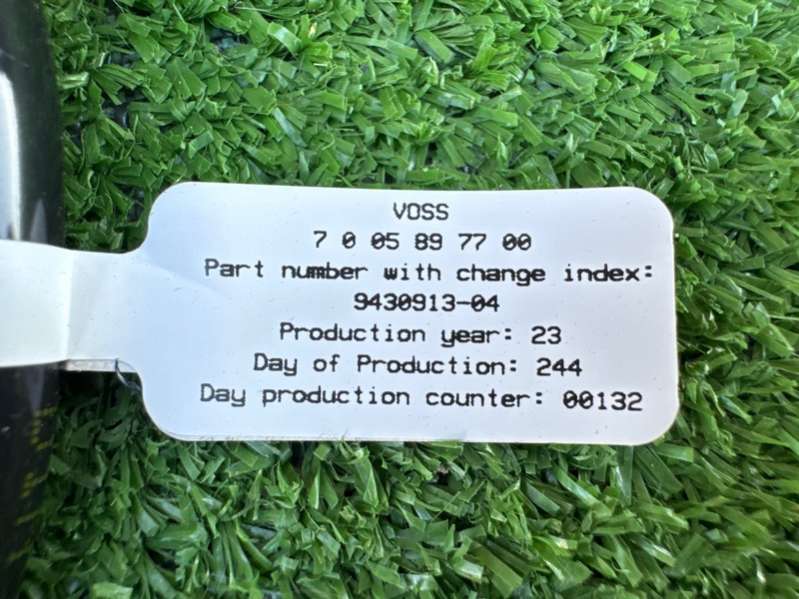 VOSS
7 0 05 89 77 00
Part number with change index:
9430913-04
Production year: 23
Day of Production: 244
Day production counter: 00132